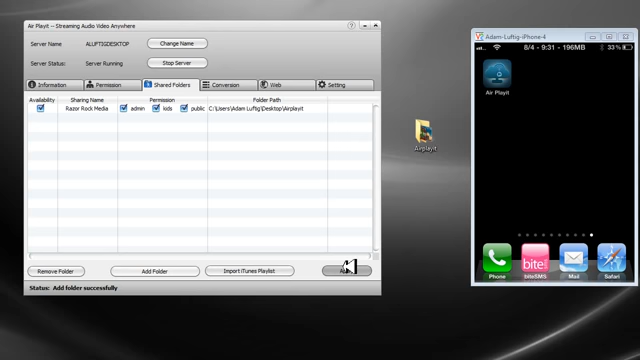 Air Playit - Streaming Audio Video Anywhere
Server Name ALUFTIGDESKTOP Change Name
Server Status: Server Running Stop Server
Information Permission Shared Folders Conversion Web Setting
Availability Sharing Name Permission Folder Path
Razor Rock Media admin kids public C:\Users\Adam Luftig\Desktop\Airplayit
Remove Folder Add Folder Import iTunes Playlist
Status: Add folder successfully
Airplayit
Adam-Luftig-iPhone-4
8/4 - 9:31 - 196MB 33%
Air Playit
bite
Phone biteSMS Mail Safari